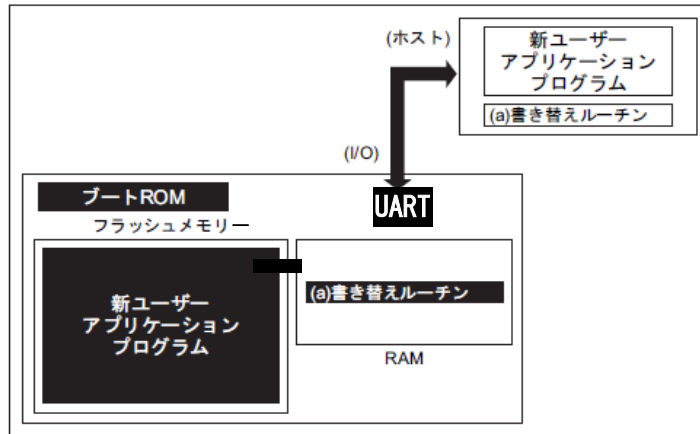 (ホスト)
新ユーザー
アプリケーション
プログラム
(a)書き替えルーチン
(I/O)
UART
ブートROM
フラッシュメモリー
新ユーザー
アプリケーション
プログラム
(a)書き替えルーチン
RAM